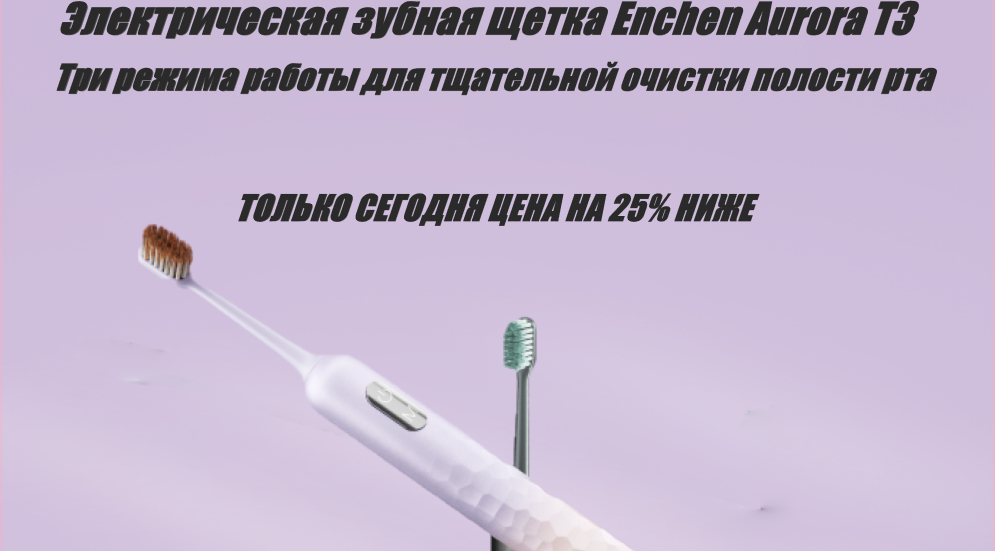 Электрическая зубная щетка Enchen Aurora T3
Три режима работы для тщательной очистки полости рта
ТОЛЬКО СЕГОДНЯ ЦЕНА НА 25% НИЖЕ